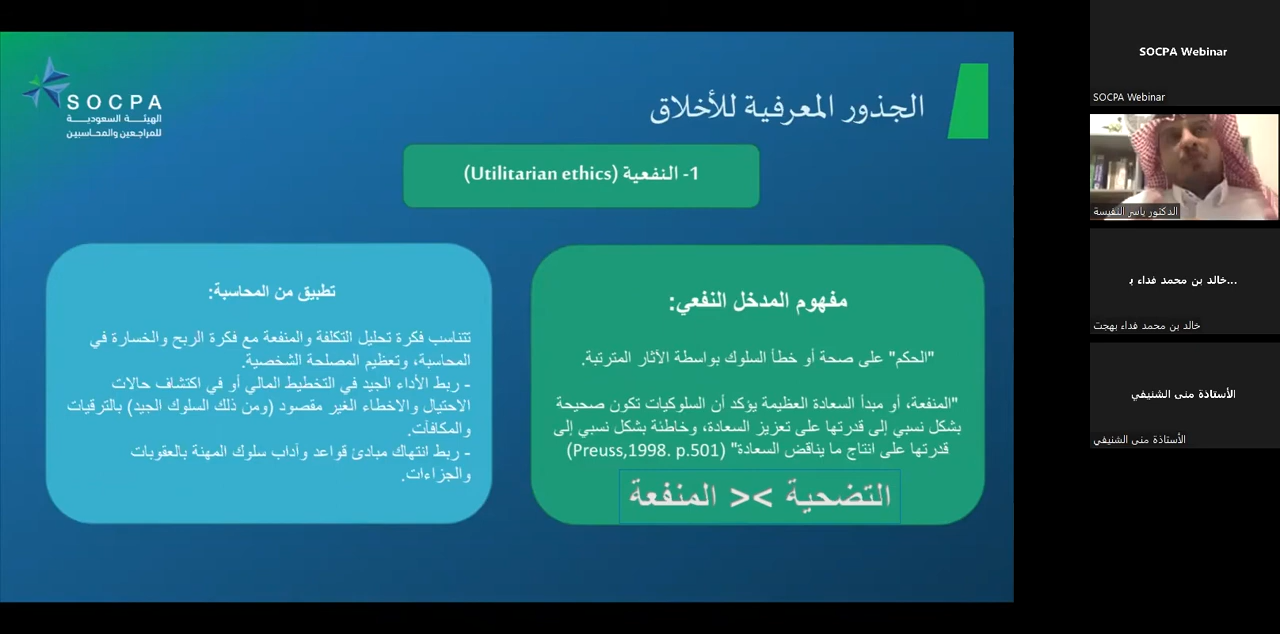 SOCPA
الهيئة السعودية
للمراجعين والمحاسبين
الجذور المعرفية للأخلاق
1- النفعية (Utilitarian ethics)
مفهوم المدخل النفعي:
"الحكم" على صحة أو خطأ السلوك بواسطة الآثار المترتبة.
"المنفعة، أو مبدأ السعادة العظيمة يؤكد أن السلوكيات تكون صحيحة
بشكل نسبي إلى قدرتها على تعزيز السعادة، وخاطئة بشكل نسبي إلى
قدرتها على انتاج ما يناقض السعادة" (Preuss,1998. p.501)
التضحية >< المنفعة
تطبيق من المحاسبة:
تتناسب فكرة تحليل التكلفة والمنفعة مع فكرة الربح والخسارة في
المحاسبة، وتعظيم المصلحة الشخصية.
- ربط الأداء الجيد في التخطيط المالي أو في اكتشاف حالات
الاحتيال والاخطاء الغير مقصود (ومن ذلك السلوك الجيد) بالترقيات
والمكافآت.
- ربط انتهاك مبادئ قواعد وآداب سلوك المهنة بالعقوبات
والجزاءات.
SOCPA Webinar
SOCPA Webinar
الدكتور ياسر النفيسة
خالد بن محمد فداء ب...
خالد بن محمد فداء بهجت
الأستاذة منى الشنيفي
الأستاذة منى الشنيفي